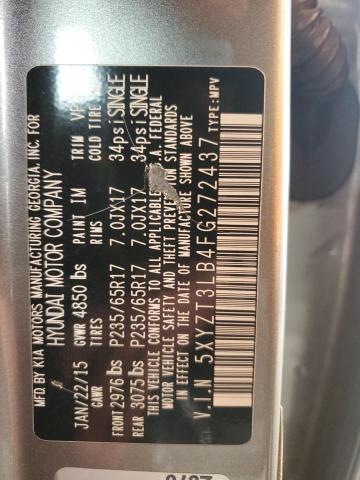 MFD. BY KIA MOTORS MANUFACTURING GEORGIA, INC. FOR
HYUNDAI MOTOR COMPANY
JAN/22/15 GVWR 4850 lbs PAINT IM TRIM
GAWR TIRES RIMS COLD TIRE
FRONT 2976 lbs P235/65R17 7.0JX17 34psi SINGLE
REAR 3075 lbs P235/65R17 7.0JX17 34psi SINGLE
THIS VEHICLE CONFORMS TO ALL APPLICABLE U.S.A. FEDERAL
MOTOR VEHICLE SAFETY AND THEFT PREVENTION STANDARDS
IN EFFECT ON THE DATE OF MANUFACTURE SHOWN ABOVE
V.I.N 5XYZT3LB4FG272437 TYPE:MPV